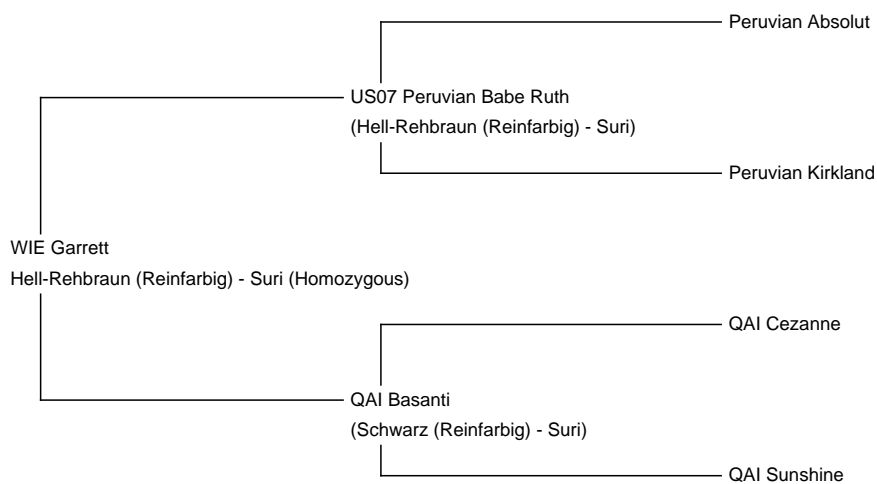 Peruvian Absolut
US07 Peruvian Babe Ruth
(Hell-Rehbraun (Reinfarbig) - Suri)
Peruvian Kirkland
WIE Garrett
Hell-Rehbraun (Reinfarbig) - Suri (Homozygous)
QAI Cezanne
QAI Basanti
(Schwarz (Reinfarbig) - Suri)
QAI Sunshine